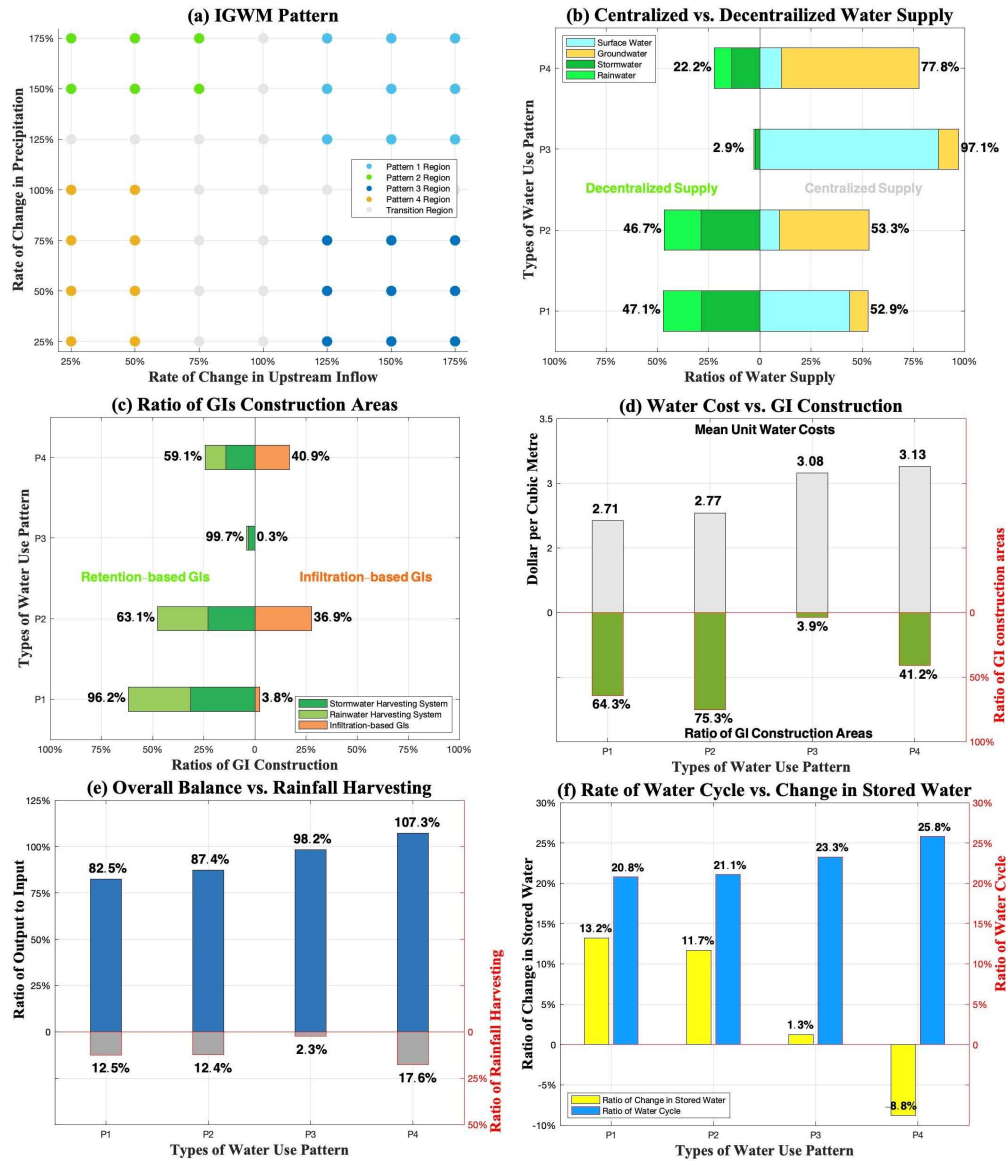 (a) IGWM Pattern
175%
150%
125%
100%
75%
50%
25%
Rate of Change in Precipitation
Pattern 1 Region
Pattern 2 Region
Pattern 3 Region
Pattern 4 Region
Transition Region
25% 50% 75% 100% 125% 150% 175%
Rate of Change in Upstream Inflow
(b) Centralized vs. Decentrailized Water Supply
Surface Water
Groundwater
Stormwater
Rainwater
Types of Water Use Pattern
P4
22.2% 77.8%
P3
2.9% 97.1%
Decentralized Supply Centralized Supply
P2
46.7% 53.3%
P1
47.1% 52.9%
100% 50% 25% 0 25% 50% 100%
Ratios of Water Supply
(c) Ratio of GIs Construction Areas
Types of Water Use Pattern
P4
59.1% 40.9%
P3
99.7% 0.3%
Retention-based GIs Infiltration-based GIs
P2
63.1% 36.9%
P1
96.2% 3.8%
Stormwater Harvesting System
Rainwater Harvesting System
Infiltration-based GIs
100% 50% 25% 0 25% 50% 100%
Ratios of GI Construction
(d) Water Cost vs. GI Construction
Mean Unit Water Costs
3.5
3
2
0
Dollar per Cubic Metre
2.71 2.77 3.08 3.13
0
50%
100%
Ratio of GI construction areas
64.3% 75.3% 3.9% 41.2%
Ratio of GI Construction Areas
P1 P2 P3 P4
Types of Water Use Pattern
(e) Overall Balance vs. Rainfall Harvesting
125%
100%
75%
50%
0
Ratio of Output to Input
82.5% 87.4% 98.2% 107.3%
12.5% 12.4% 2.3% 17.6%
0
25%
50%
Ratio of Rainfall Harvesting
P1 P2 P3 P4
Types of Water Use Pattern
(f) Rate of Water Cycle vs. Change in Stored Water
30%
25%
20%
15%
10%
5%
0
-5%
-10%
Ratio of Change in Stored Water
13.2% 20.8% 11.7% 21.1% 1.3% 23.3% -8.8% 25.8%
30%
25%
20%
15%
10%
5%
0
Ratio of Water Cycle
Ratio of Change in Stored Water
Ratio of Water Cycle
P1 P2 P3 P4
Types of Water Use Pattern